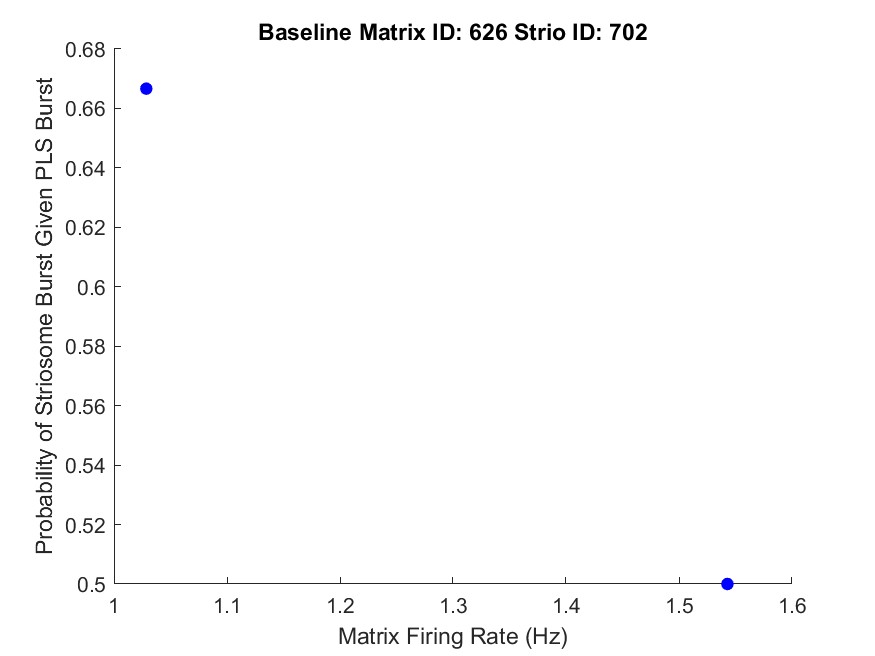 Baseline Matrix ID: 626 Strio ID: 702
Probability of Striosome Burst Given PLS Burst
0.68
0.66
0.64
0.62
0.6
0.58
0.56
0.54
0.52
0.5
1 1.1 1.2 1.3 1.4 1.5 1.6
Matrix Firing Rate (Hz)